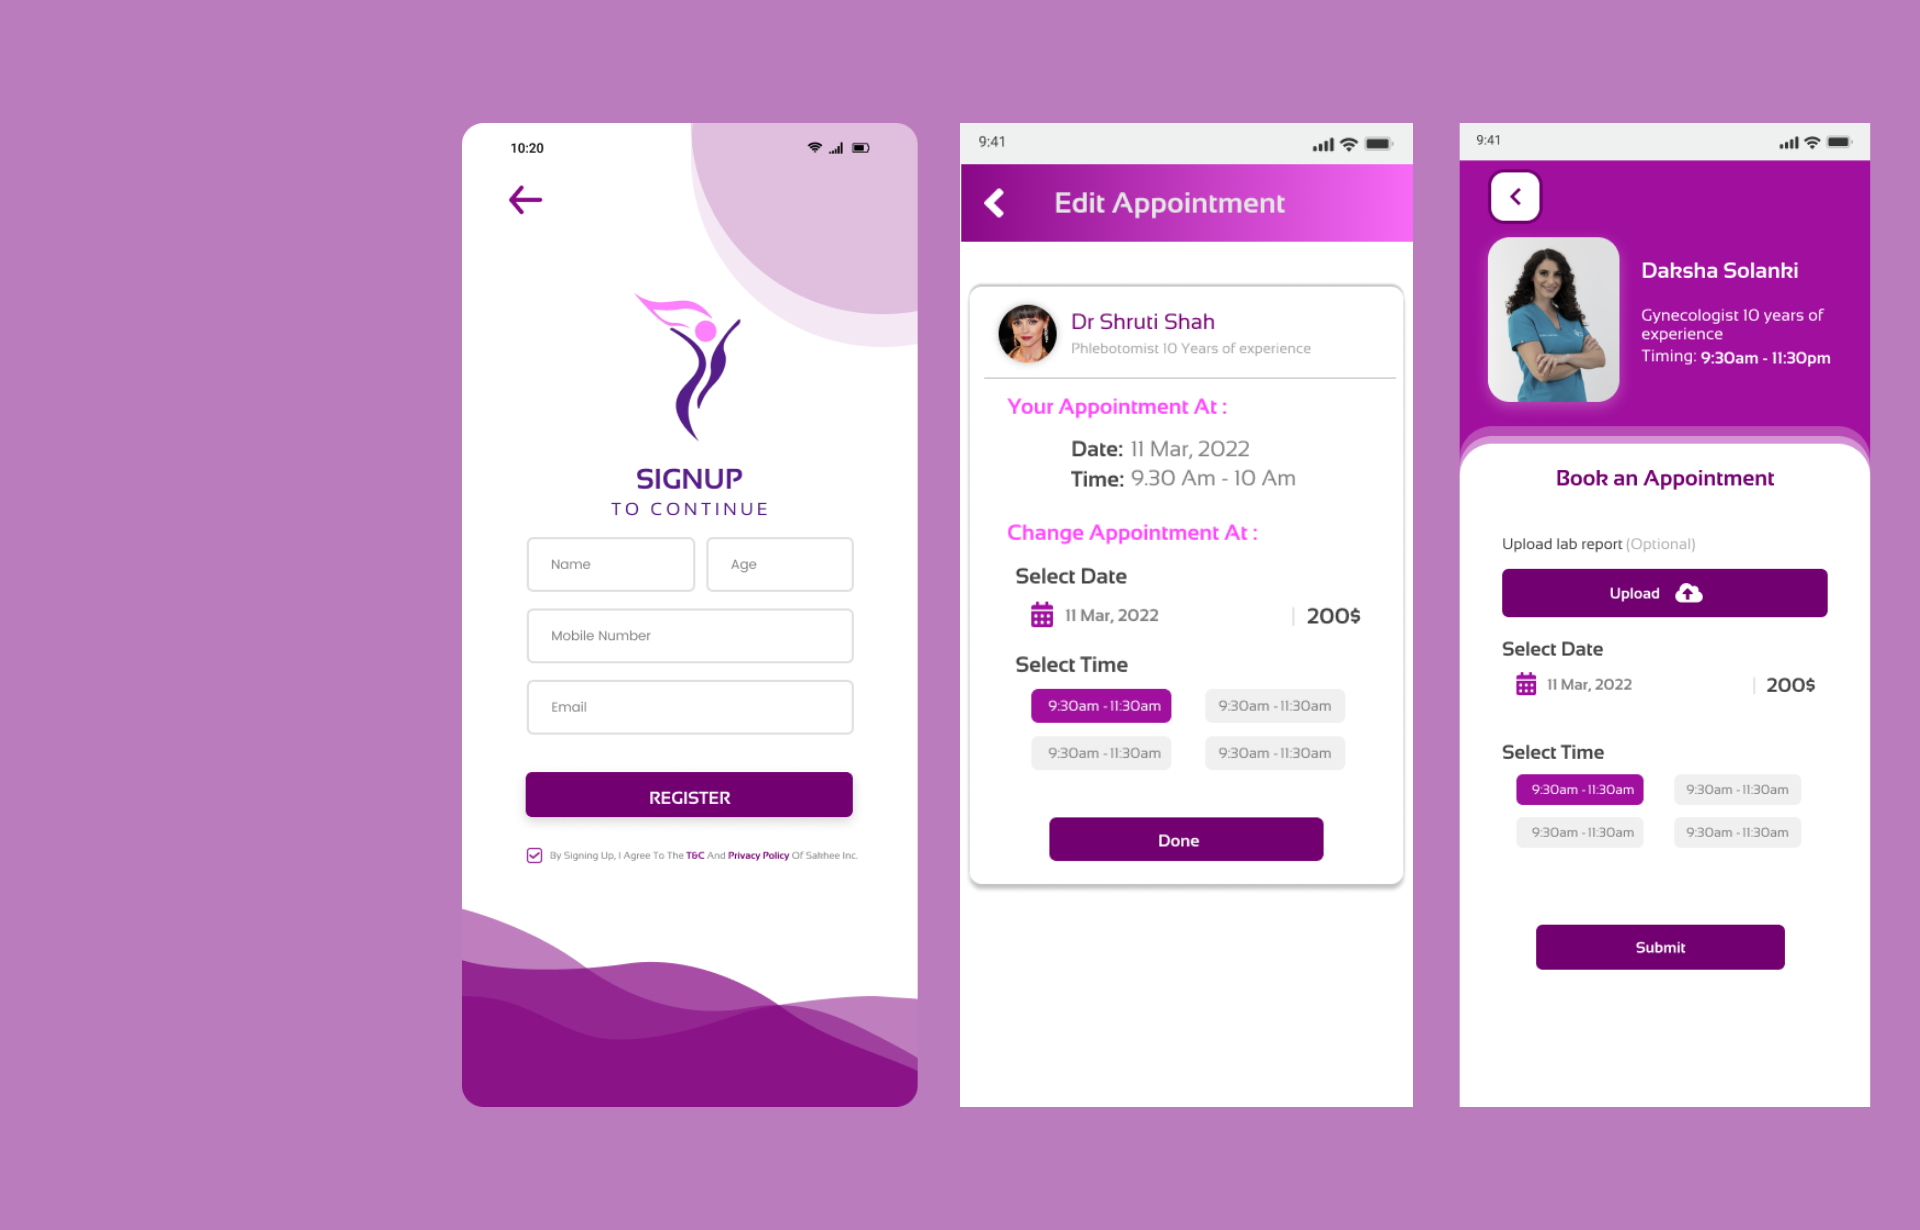 10:20
SIGNUP
TO CONTINUE
Name
Age
Mobile Number
Email
REGISTER
By Signing Up, I Agree To The T&C And Privacy Policy Of Sakhee Inc.
9:41
Edit Appointment
Dr Shruti Shah
Phlebotomist 10 Years of experience
Your Appointment At :
Date: 11 Mar, 2022
Time: 9.30 Am - 10 Am
Change Appointment At :
Select Date
11 Mar, 2022 | 200$
Select Time
9:30am - 11:30am
9:30am - 11:30am
9:30am - 11:30am
9:30am - 11:30am
Done
9:41
Daksha Solanki
Gynecologist 10 years of
experience
Timing: 9:30am - 11:30pm
Book an Appointment
Upload lab report (Optional)
Upload
Select Date
11 Mar, 2022 | 200$
Select Time
9:30am - 11:30am
9:30am - 11:30am
9:30am - 11:30am
9:30am - 11:30am
Submit